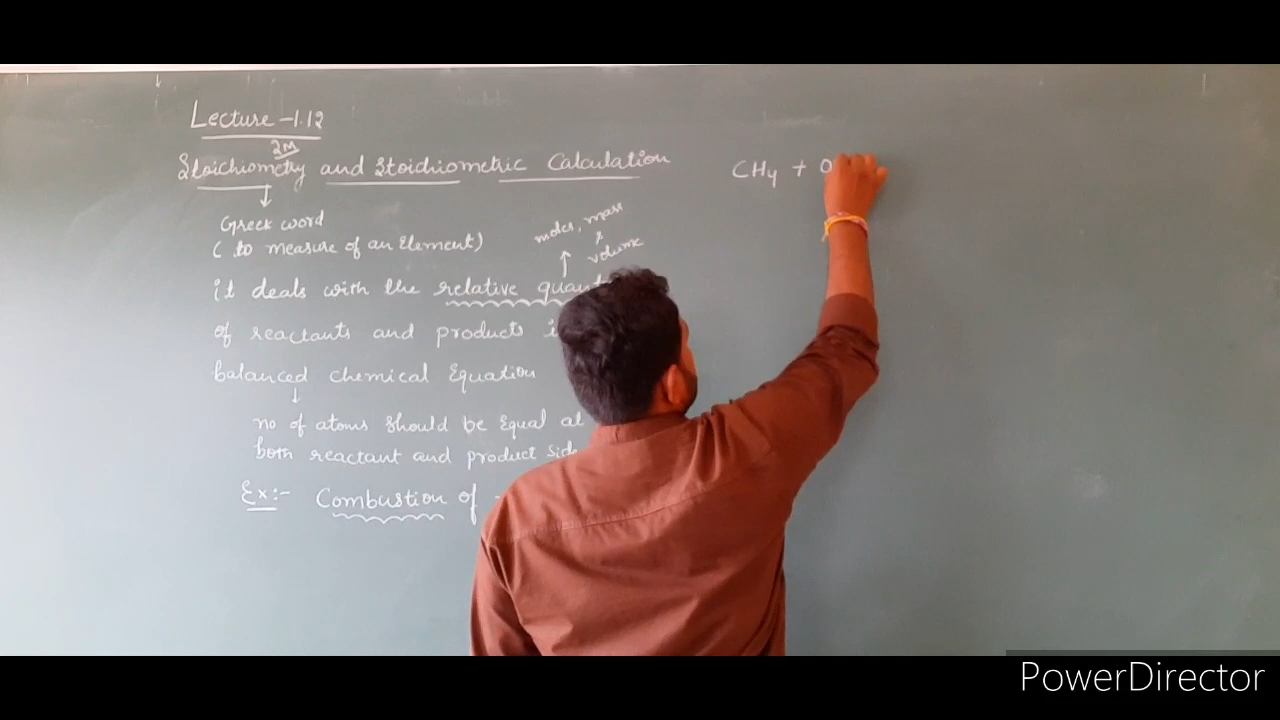 Lecture - 1.12
2M
Stoichiometry and Stoichiometric Calculation
Greek word
( to measure of an Element)
moles, mass
&
volume
it deals with the relative
of reactants and products
balanced chemical Equation
no of atoms should be Equal at
both reactant and product
Ex:- Combustion of
CH4 + O
PowerDirector